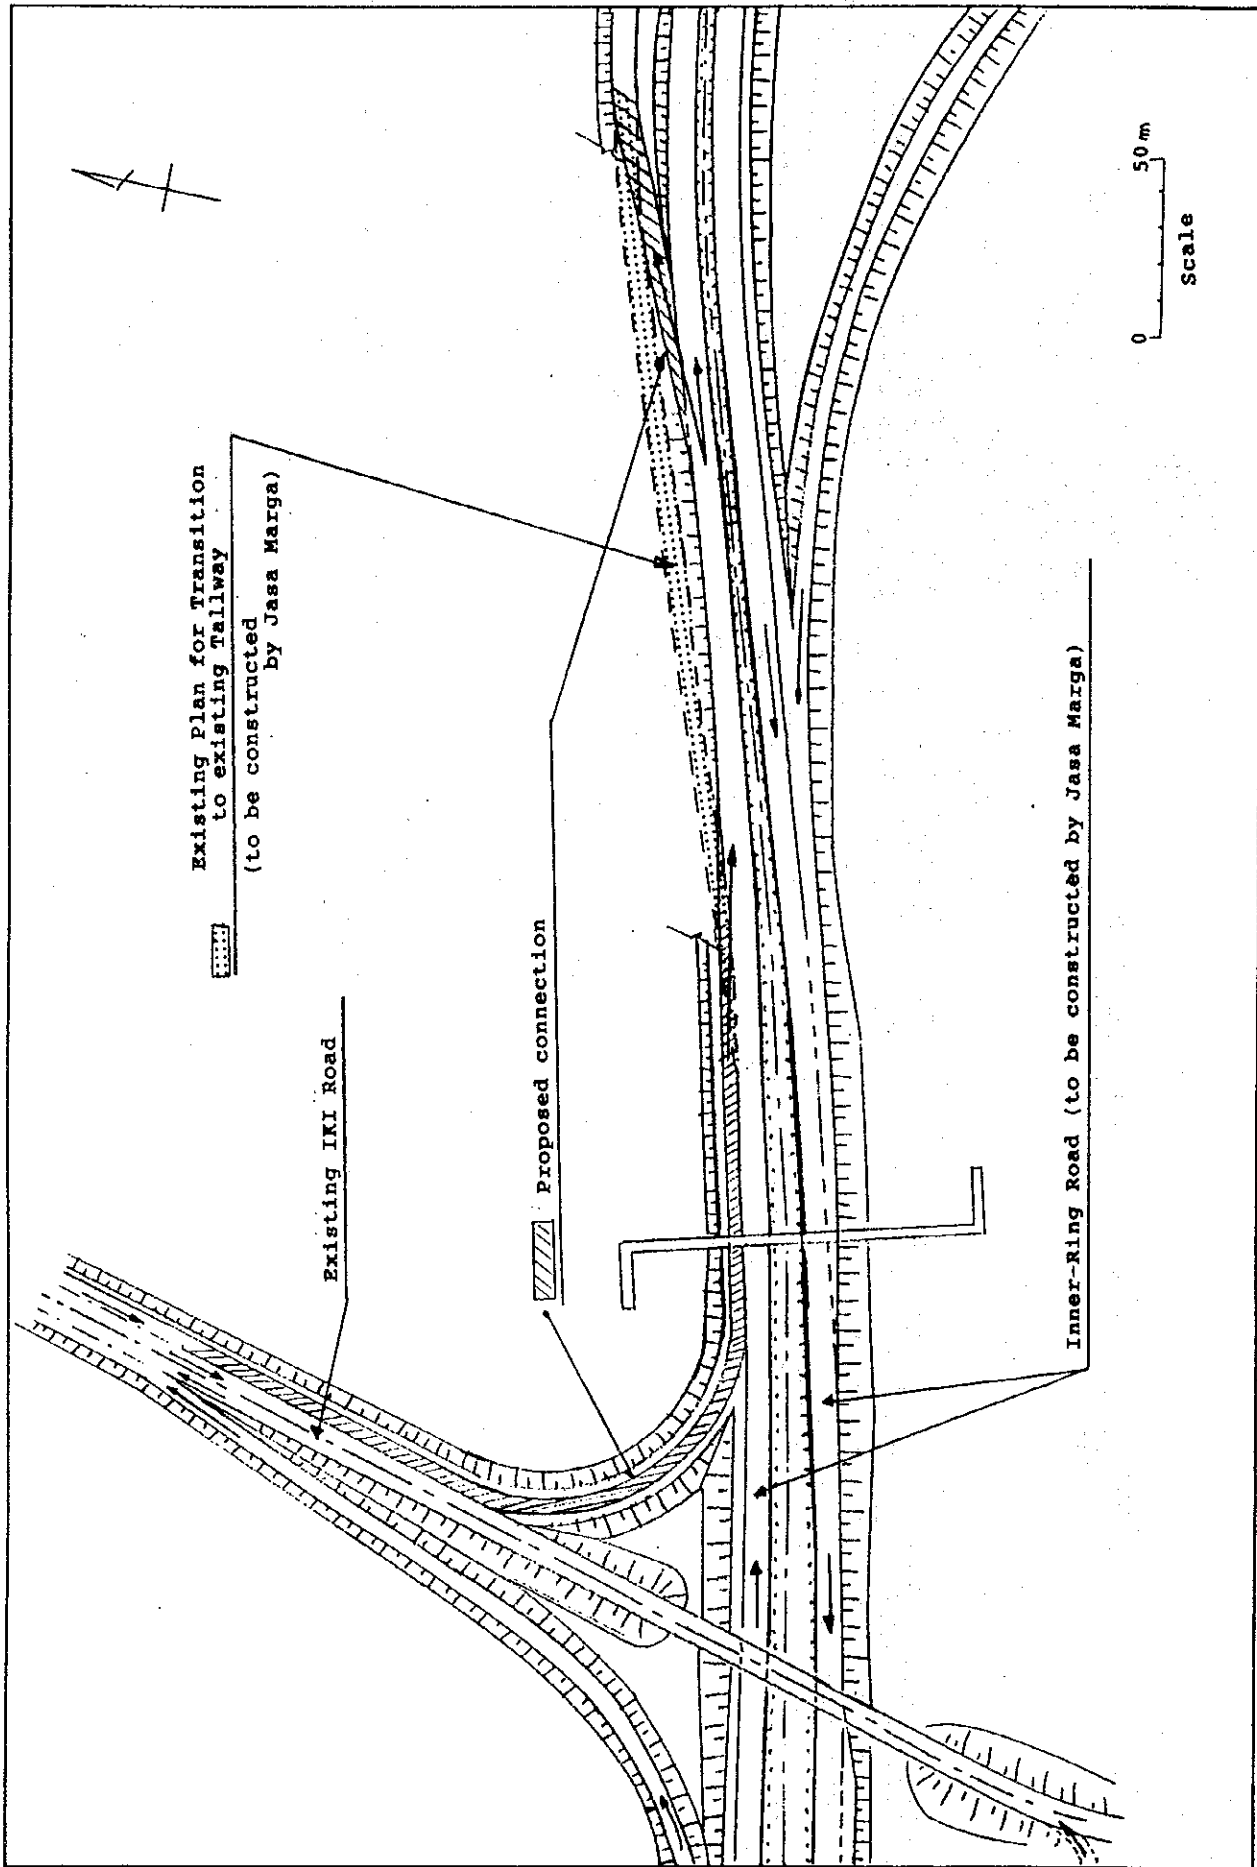 Existing Plan for Transition
to existing Tallway
(to be constructed
by Jasa Marga)
Existing IKI Road
Proposed connection
Inner-Ring Road (to be constructed by Jasa Marga)
0 50m
Scale